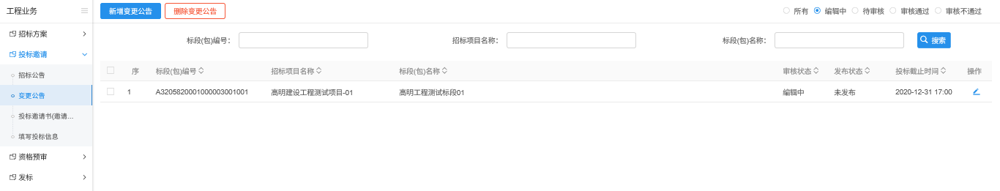 工程业务
招标方案
投标邀请
招标公告
变更公告
投标邀请书(邀请...
填写投标信息
资格预审
发标
新增变更公告 删除变更公告 所有 编辑中 待审核 审核通过 审核不通过
标段(包)编号： 招标项目名称： 标段(包)名称： 搜索
序 标段(包)编号 招标项目名称 标段(包)名称 审核状态 发布状态 投标截止时间 操作
1 A3205820001000003001001 高明建设工程测试项目-01 高明工程测试标段01 编辑中 未发布 2020-12-31 17:00